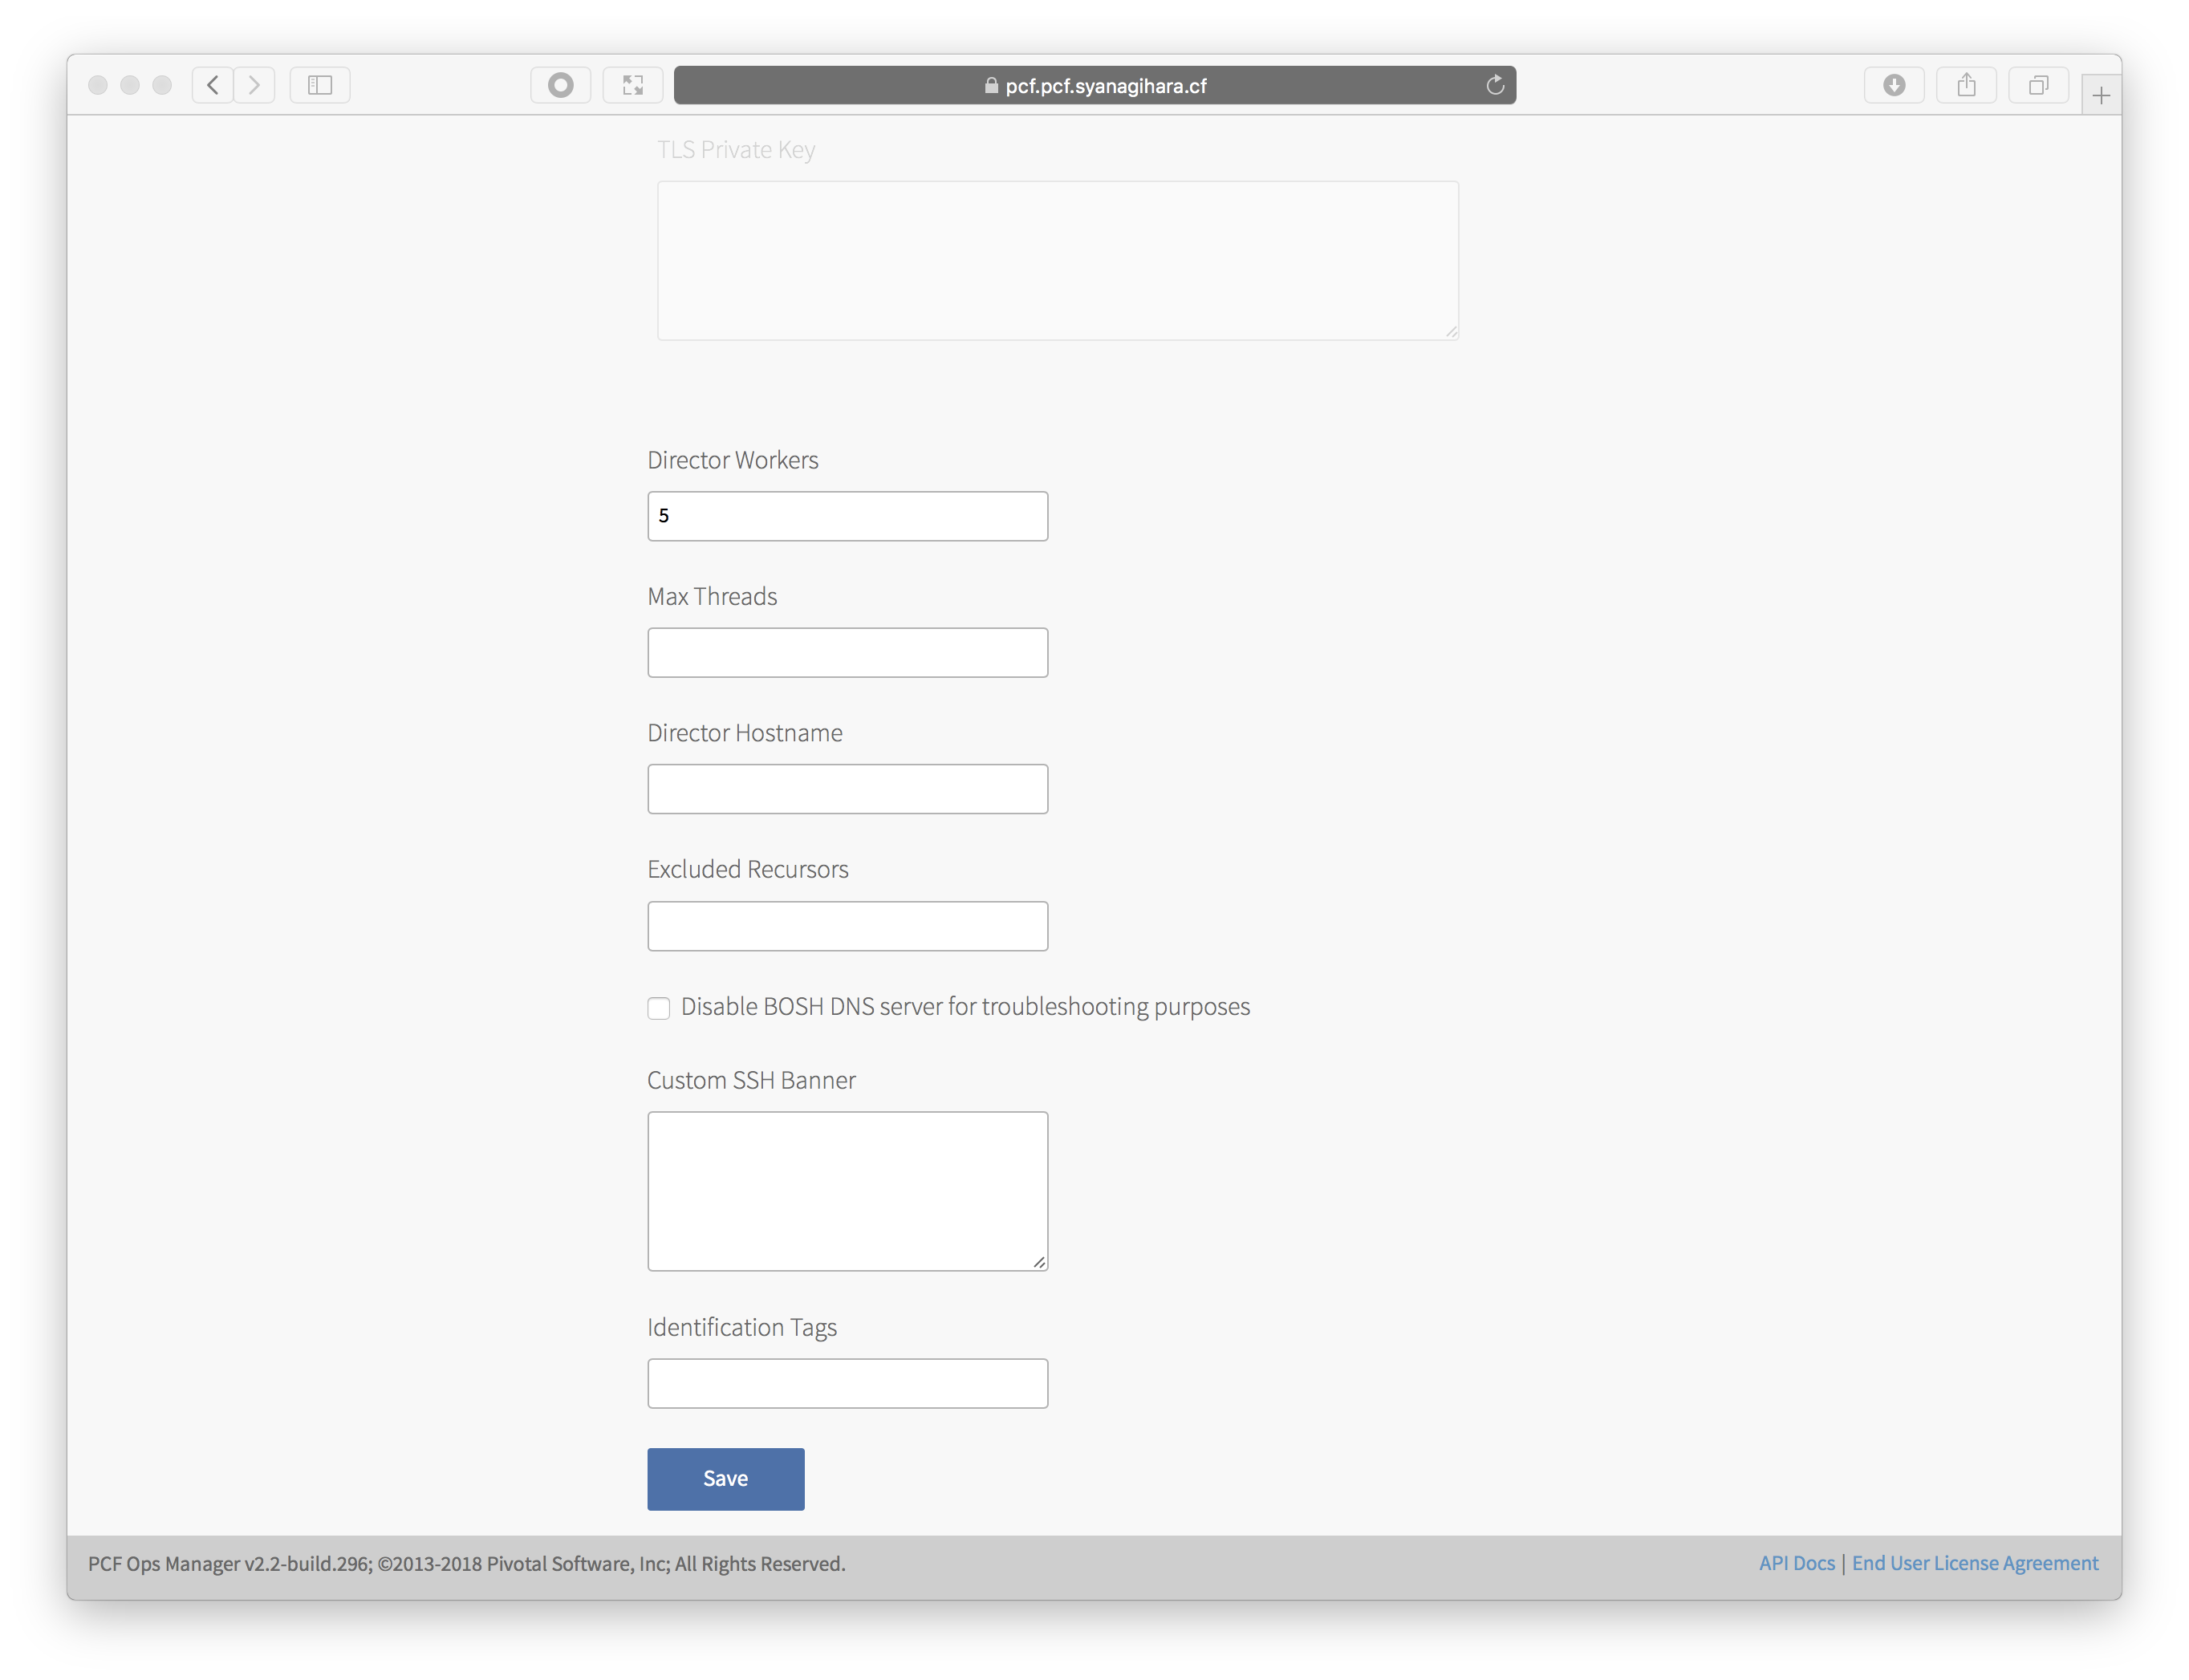 pcf.pcf.syanagihara.cf
TLS Private Key
Director Workers
5
Max Threads
Director Hostname
Excluded Recursors
Disable BOSH DNS server for troubleshooting purposes
Custom SSH Banner
Identification Tags
Save
PCF Ops Manager v2.2-build.296; ©2013-2018 Pivotal Software, Inc; All Rights Reserved.
API Docs | End User License Agreement